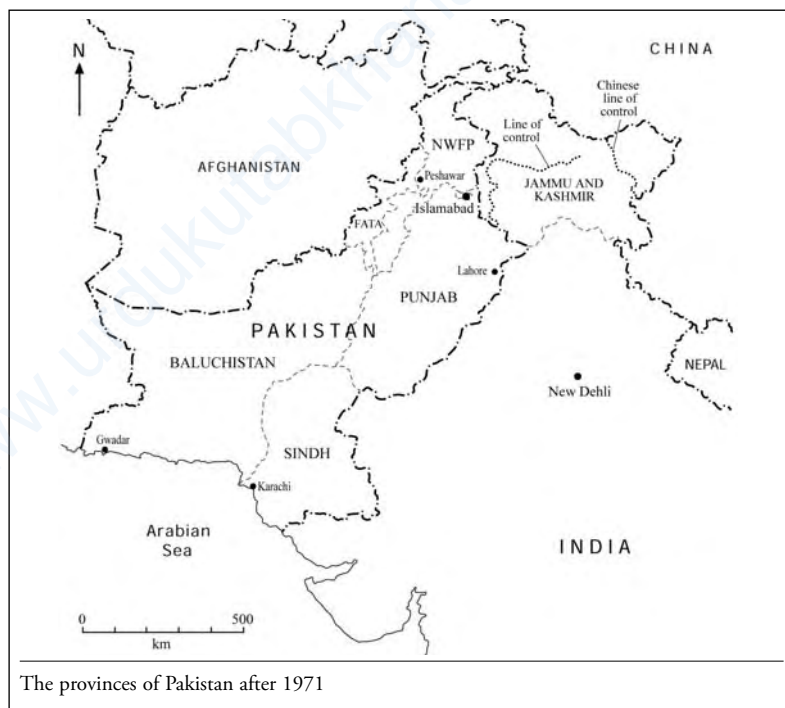 N
CHINA
Chinese
line of
control
Line of
control
NWFP
AFGHANISTAN
Peshawar
JAMMU AND
KASHMIR
Islamabad
FATA
Lahore
PUNJAB
PAKISTAN
BALUCHISTAN
NEPAL
New Dehli
Gwadar
SINDH
Karachi
Arabian
Sea
INDIA
0 500
km
The provinces of Pakistan after 1971
www.urdukutabkhana